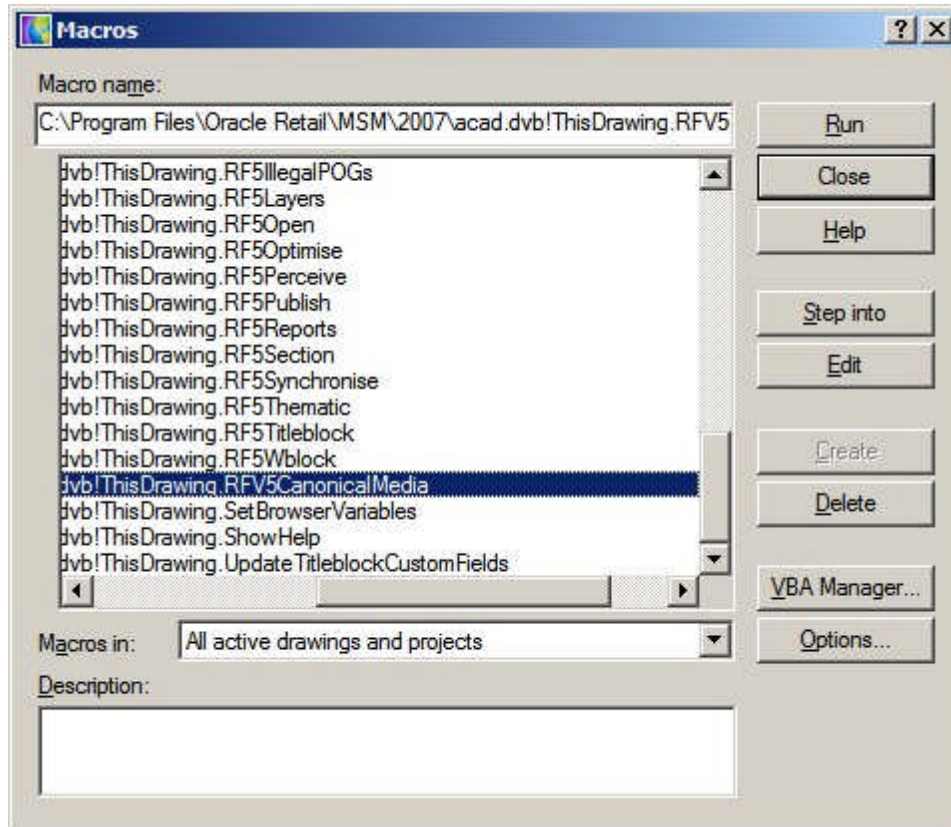 Macros
Macro name:
C:\Program Files\Oracle Retail\MSM\2007\acad.dvb!ThisDrawing.RFV5
Run
dvb!ThisDrawing.RF5IllegalPOGs
Close
dvb!ThisDrawing.RF5Layers
dvb!ThisDrawing.RF5Open
Help
dvb!ThisDrawing.RF5Optimise
dvb!ThisDrawing.RF5Perceive
dvb!ThisDrawing.RF5Publish
Step into
dvb!ThisDrawing.RF5Reports
dvb!ThisDrawing.RF5Section
Edit
dvb!ThisDrawing.RF5Synchronise
dvb!ThisDrawing.RF5Thematic
dvb!ThisDrawing.RF5Titleblock
Create
dvb!ThisDrawing.RF5Wblock
dvb!ThisDrawing.RFV5CanonicalMedia
Delete
dvb!ThisDrawing.SetBrowserVariables
dvb!ThisDrawing.ShowHelp
dvb!ThisDrawing.UpdateTitleblockCustomFields
VBA Manager...
Macros in:
All active drawings and projects
Options...
Description: